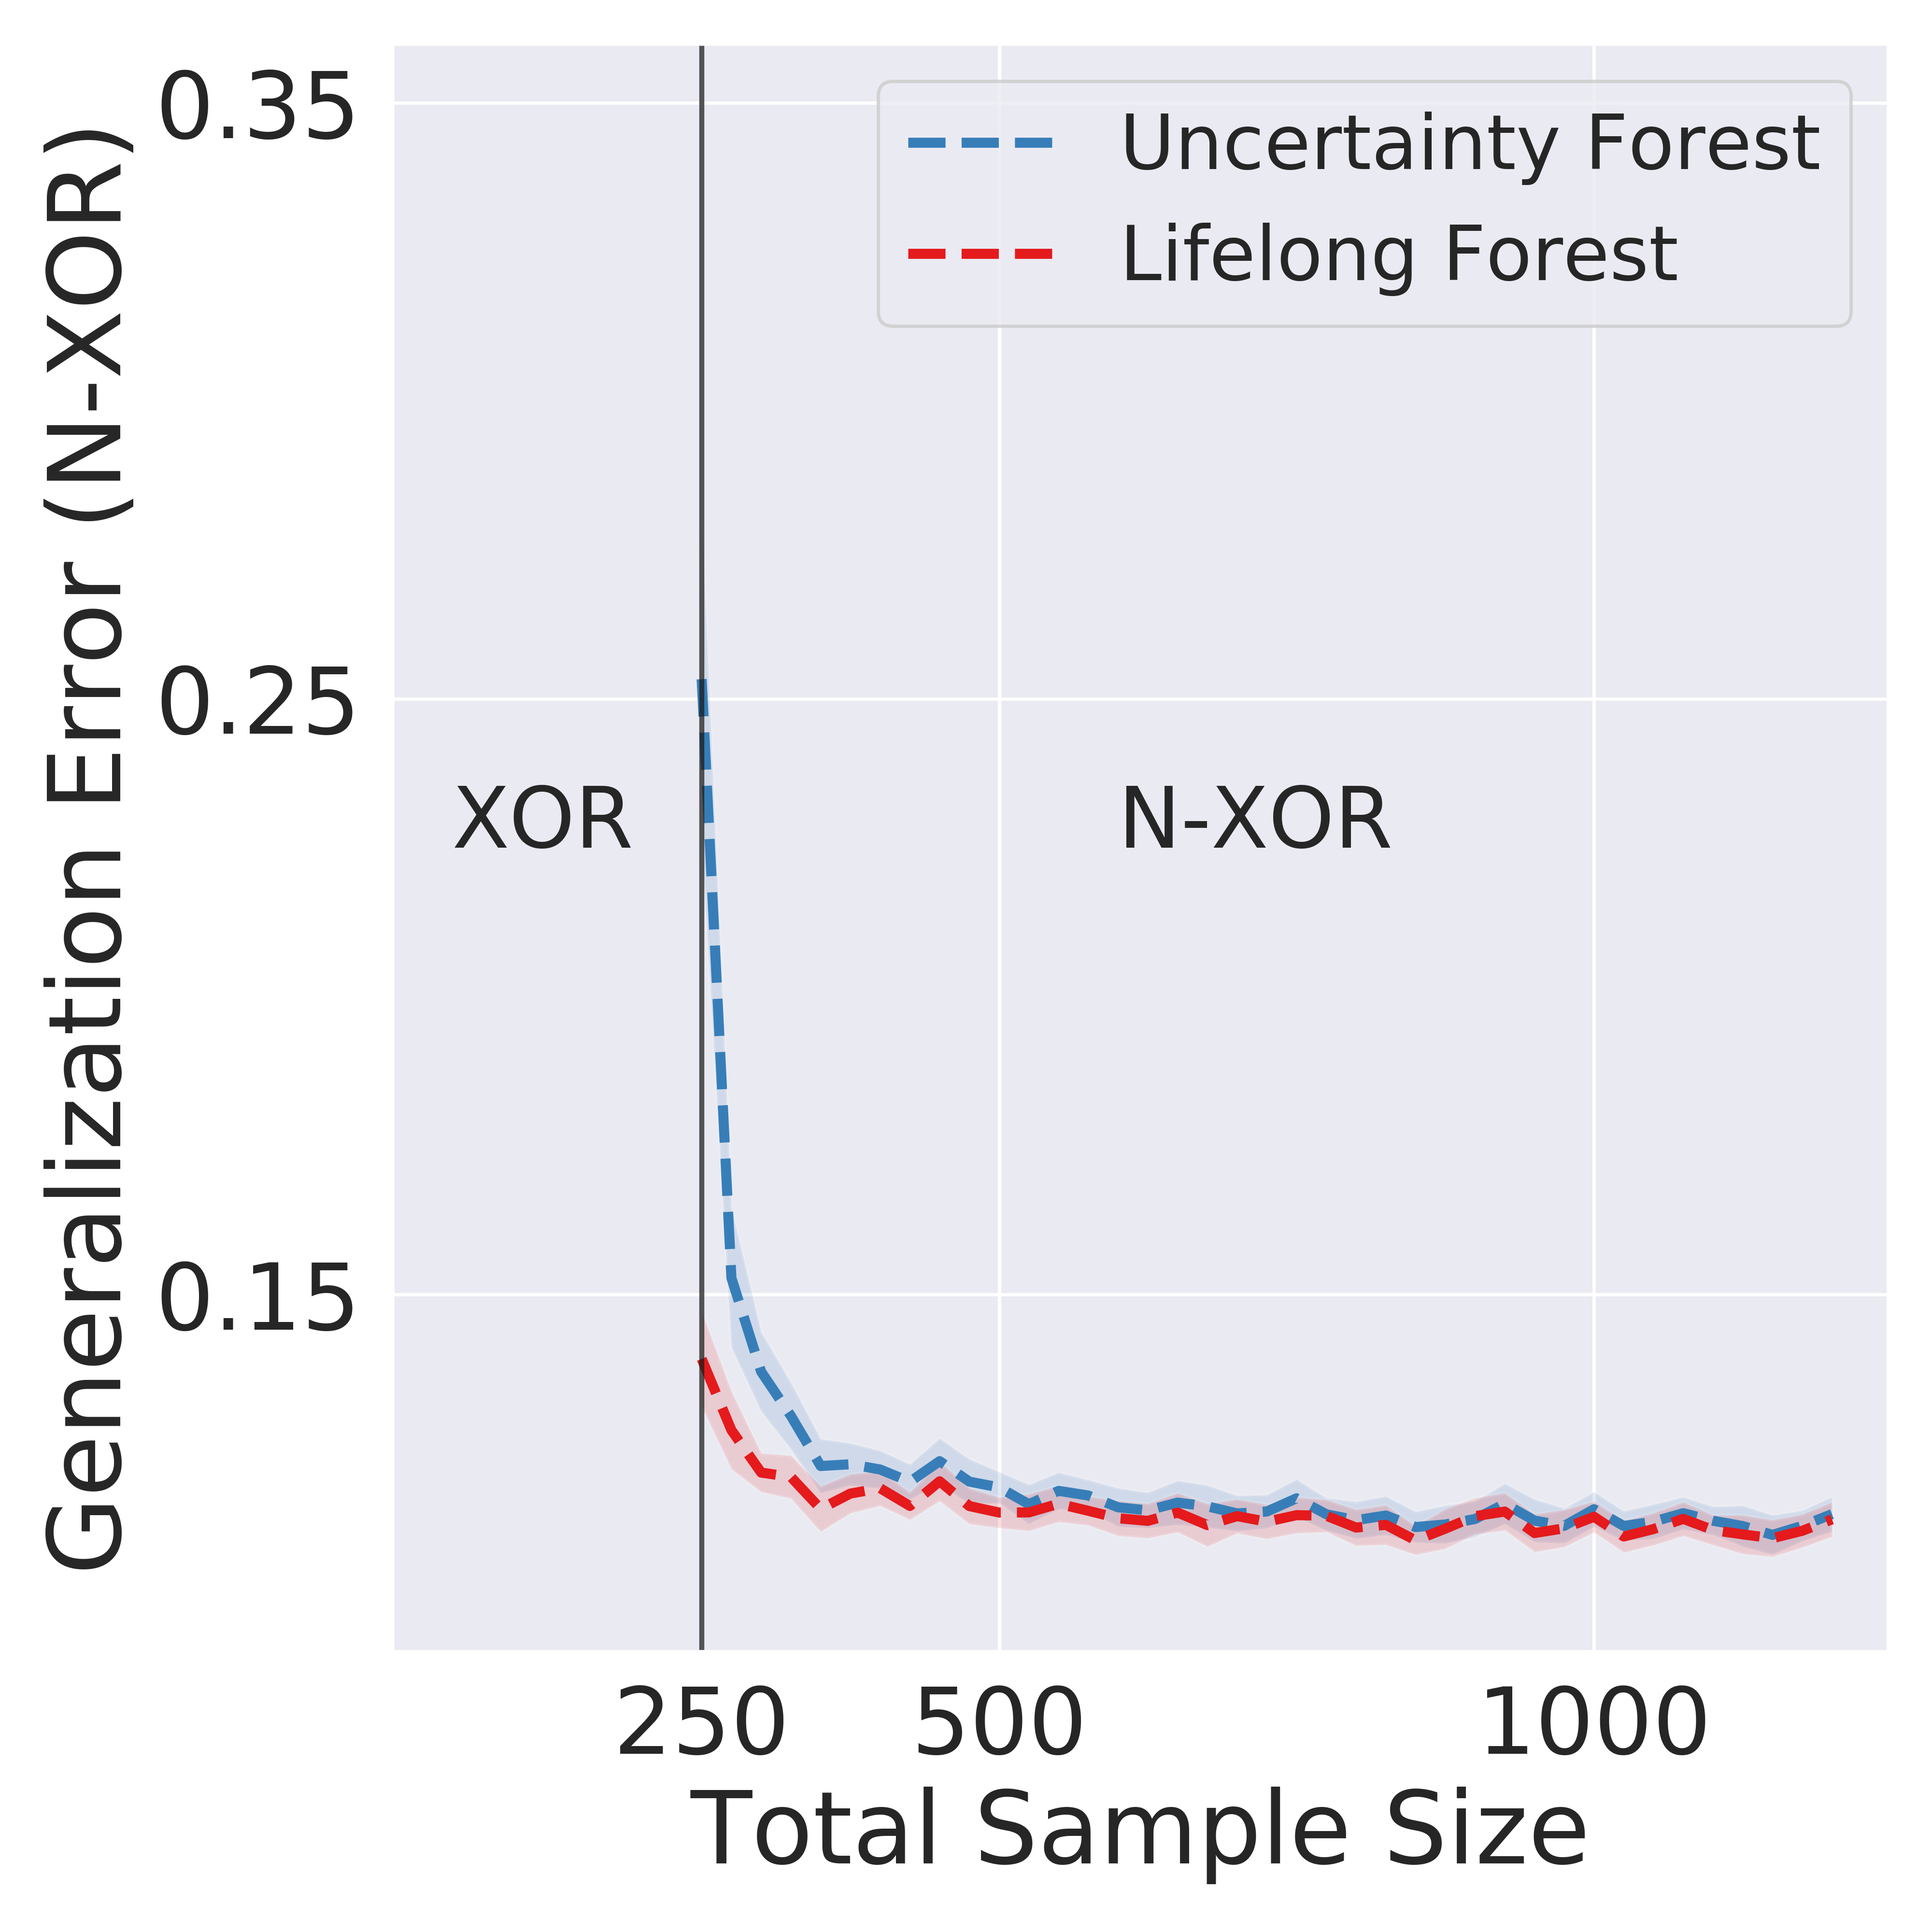 Generalization Error (N-XOR)
0.35
0.25
0.15
Uncertainty Forest
Lifelong Forest
XOR
N-XOR
250
500
1000
Total Sample Size